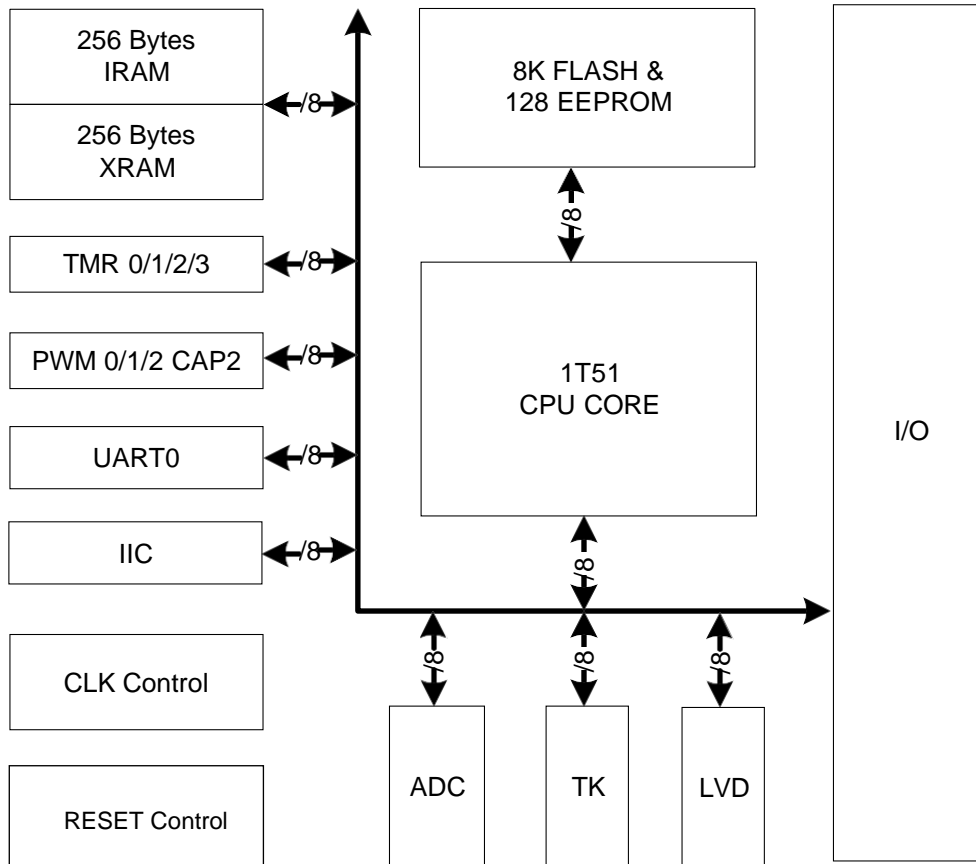 256 Bytes
IRAM
256 Bytes
XRAM
/8
8K FLASH &
128 EEPROM
/8
TMR 0/1/2/3
/8
PWM 0/1/2 CAP2
/8
1T51
CPU CORE
I/O
UART0
/8
IIC
/8
/8
CLK Control
/8
/8
/8
ADC
TK
LVD
RESET Control